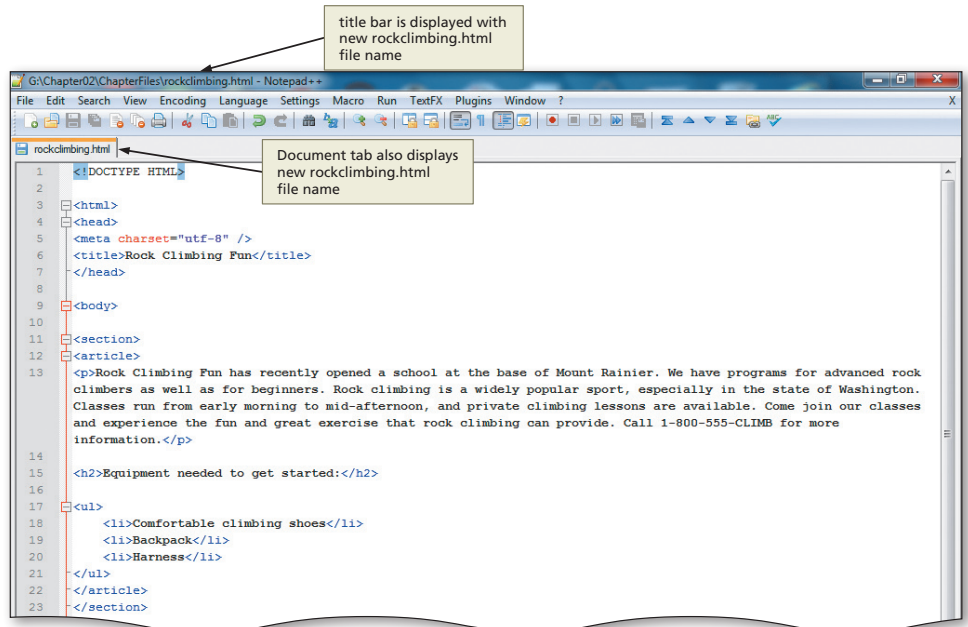 title bar is displayed with
new rockclimbing.html
file name
G:\Chapter02\ChapterFiles\rockclimbing.html - Notepad++
File Edit Search View Encoding Language Settings Macro Run TextFX Plugins Window ? X
rockclimbing.html
Document tab also displays
new rockclimbing.html
file name
1 <!DOCTYPE HTML>
2
3 <html>
4 <head>
5 <meta charset="utf-8" />
6 <title>Rock Climbing Fun</title>
7 </head>
8
9 <body>
10
11 <section>
12 <article>
13 <p>Rock Climbing Fun has recently opened a school at the base of Mount Rainier. We have programs for advanced rock
climbers as well as for beginners. Rock climbing is a widely popular sport, especially in the state of Washington.
Classes run from early morning to mid-afternoon, and private climbing lessons are available. Come join our classes
and experience the fun and great exercise that rock climbing can provide. Call 1-800-555-CLIMB for more
information.</p>
14
15 <h2>Equipment needed to get started:</h2>
16
17 <ul>
18 <li>Comfortable climbing shoes</li>
19 <li>Backpack</li>
20 <li>Harness</li>
21 </ul>
22 </article>
23 </section>